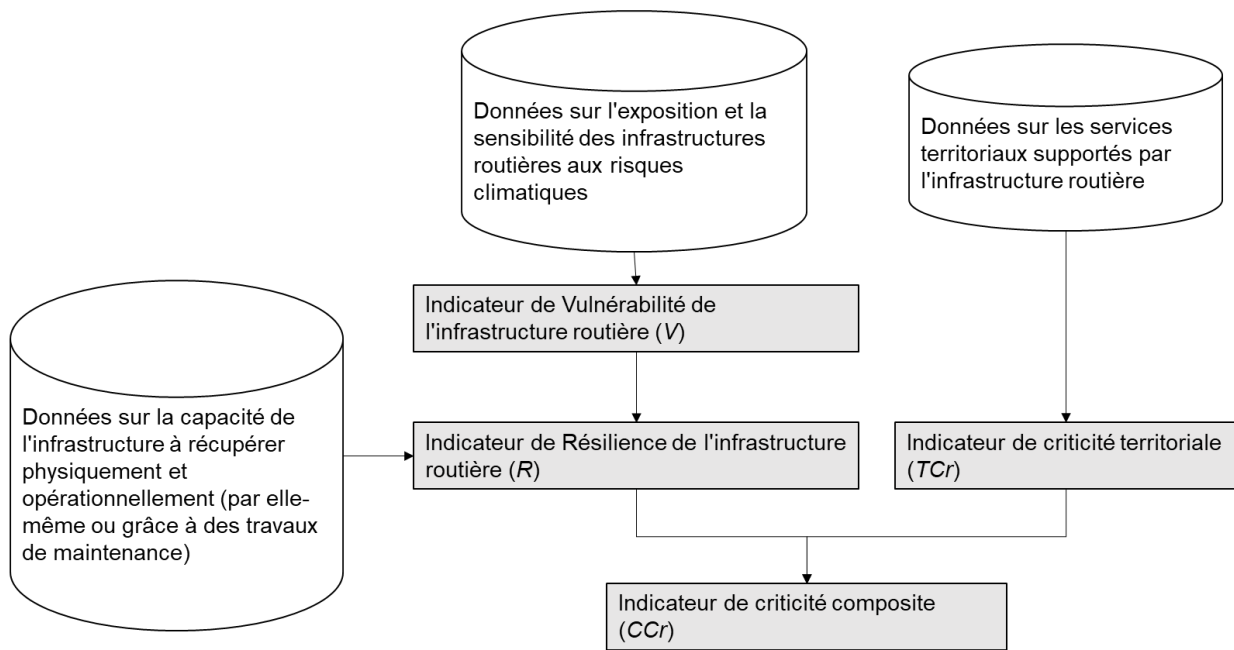 Données sur l'exposition et la
sensibilité des infrastructures
routières aux risques
climatiques
Données sur les services
territoriaux supportés par
l'infrastructure routière
Indicateur de Vulnérabilité de
l'infrastructure routière (V)
Données sur la capacité de
l'infrastructure à récupérer
physiquement et
opérationnellement (par elle-
même ou grâce à des travaux
de maintenance)
Indicateur de Résilience de l'infrastructure
routière (R)
Indicateur de criticité territoriale
(TCr)
Indicateur de criticité composite
(CCr)